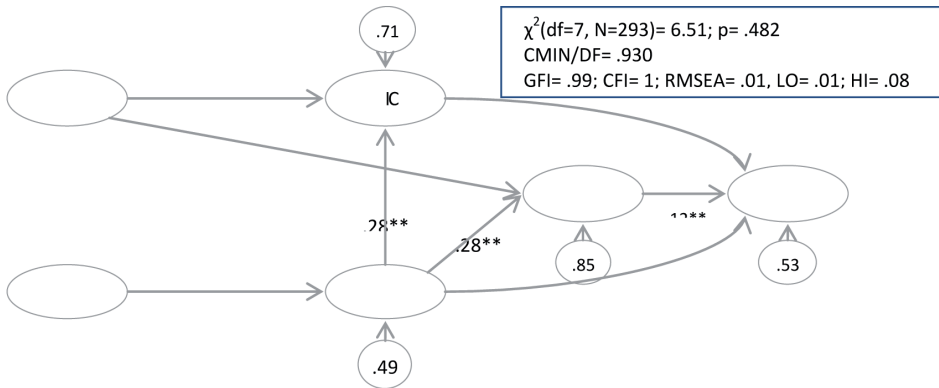 .71
χ²(df=7, N=293)= 6.51; p= .482
CMIN/DF= .930
GFI= .99; CFI= 1; RMSEA= .01, LO= .01; HI= .08
IC
.28**
.28**
.12**
.85
.53
.49